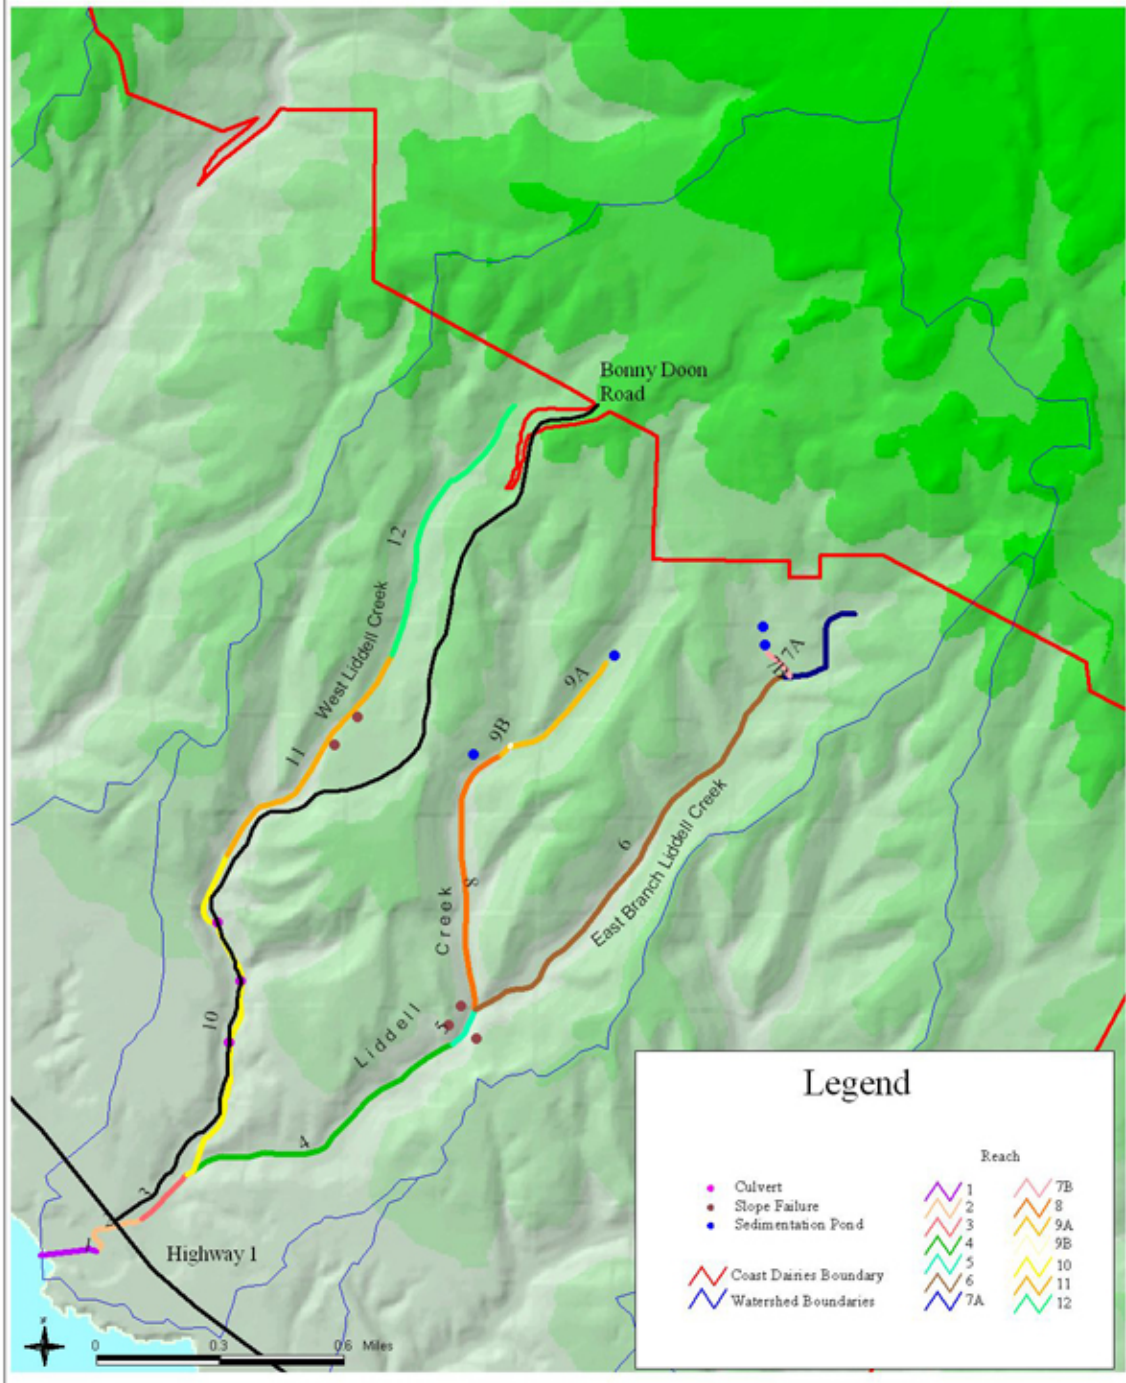 Bonny Doon
Road
12
West Liddell Creek
11
9A
9B
7A
7B
6
East Branch Liddell Creek
8
Creek
Liddell
5
10
4
3
1
Highway 1
0 0.3 0.6 Miles
Legend
Reach
Culvert
Slope Failure
Sedimentation Pond
Coast Dairies Boundary
Watershed Boundaries
1
2
3
4
5
6
7A
7B
8
9A
9B
10
11
12